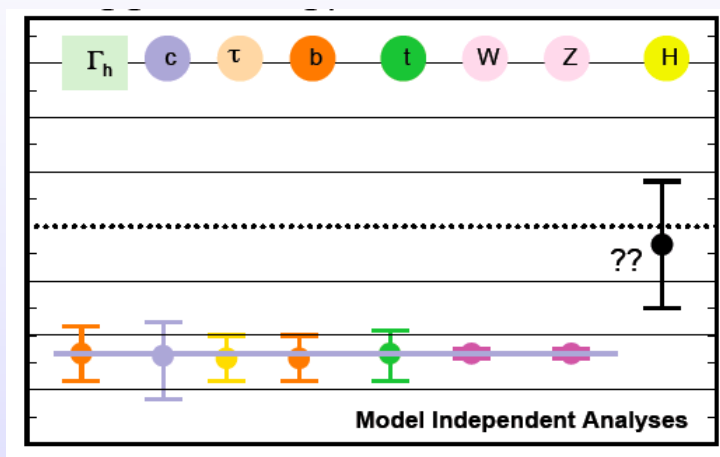 Γh c τ b t W Z H
??
Model Independent Analyses